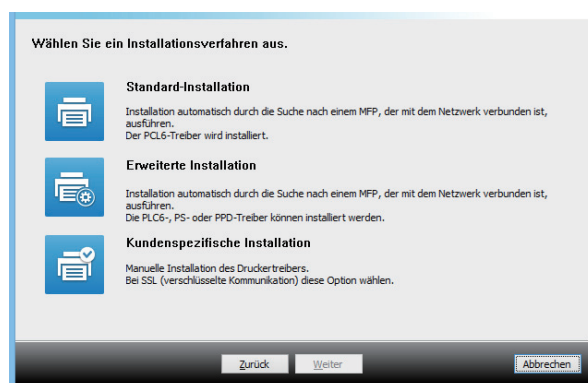 Wählen Sie ein Installationsverfahren aus.
Standard-Installation
Installation automatisch durch die Suche nach einem MFP, der mit dem Netzwerk verbunden ist,
ausführen.
Der PCL6-Treiber wird installiert.
Erweiterte Installation
Installation automatisch durch die Suche nach einem MFP, der mit dem Netzwerk verbunden ist,
ausführen.
Die PLC6-, PS- oder PPD-Treiber können installiert werden.
Kundenspezifische Installation
Manuelle Installation des Druckertreibers.
Bei SSL (verschlüsselte Kommunikation) diese Option wählen.
Zurück Weiter Abbrechen